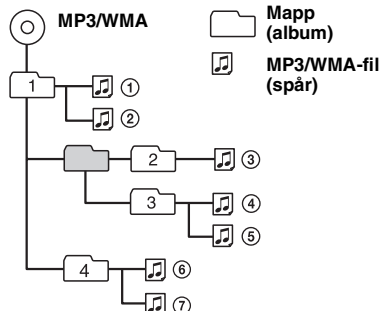 MP3/WMA
Mapp
(album)
MP3/WMA-fil
(spår)
1
①
②
2
③
3
④
⑤
4
⑥
⑦